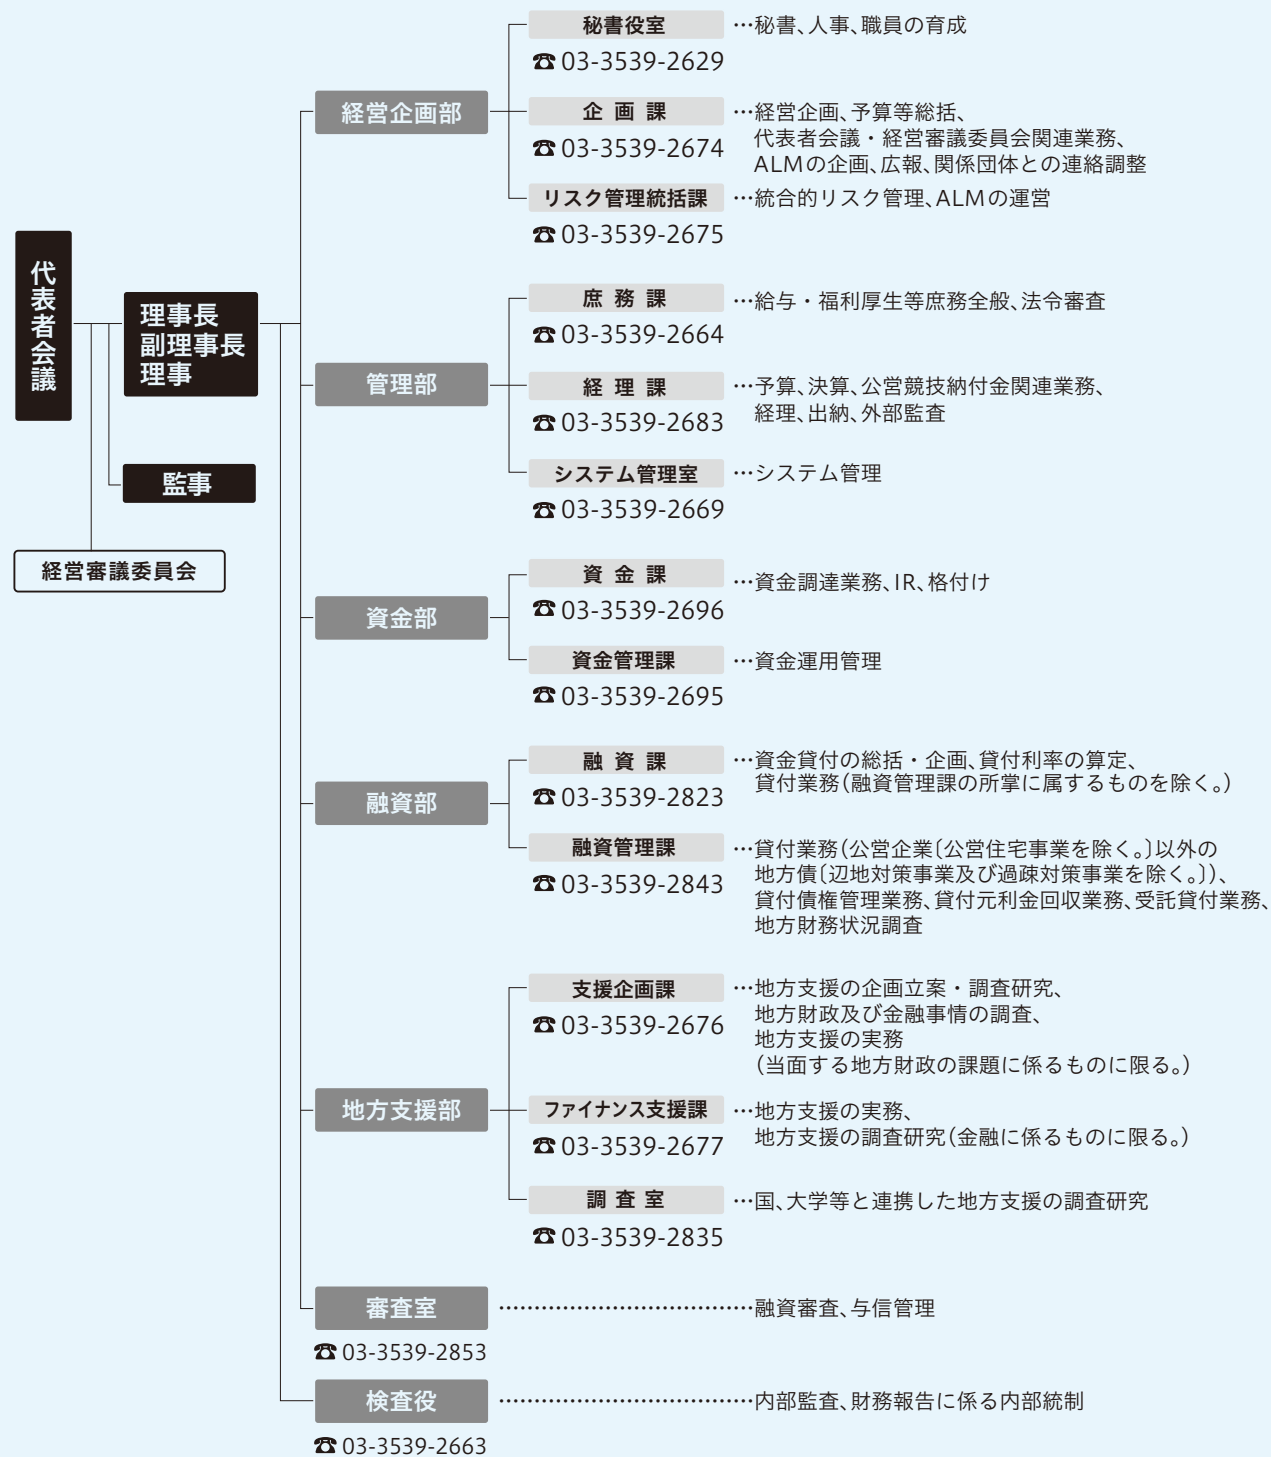 代表者会議
理事長
副理事長
理事
監事
経営審議委員会
経営企画部
秘書役室 …秘書、人事、職員の育成
☎03-3539-2629
企画課 …経営企画、予算等総括、
代表者会議・経営審議委員会関連業務、
ALMの企画、広報、関係団体との連絡調整
☎03-3539-2674
リスク管理統括課 …統合的リスク管理、ALMの運営
☎03-3539-2675
管理部
庶務課 …給与・福利厚生等庶務全般、法令審査
☎03-3539-2664
経理課 …予算、決算、公営競技納付金関連業務、
経理、出納、外部監査
☎03-3539-2683
システム管理室 …システム管理
☎03-3539-2669
資金部
資金課 …資金調達業務、IR、格付け
☎03-3539-2696
資金管理課 …資金運用管理
☎03-3539-2695
融資部
融資課 …資金貸付の総括・企画、貸付利率の算定、
貸付業務(融資管理課の所掌に属するものを除く。)
☎03-3539-2823
融資管理課 …貸付業務(公営企業〔公営住宅事業を除く。〕以外の
地方債〔辺地対策事業及び過疎対策事業を除く。〕)、
貸付債権管理業務、貸付元利金回収業務、受託貸付業務、
地方財務状況調査
☎03-3539-2843
地方支援部
支援企画課 …地方支援の企画立案・調査研究、
地方財政及び金融事情の調査、
地方支援の実務
(当面する地方財政の課題に係るものに限る。)
☎03-3539-2676
ファイナンス支援課 …地方支援の実務、
地方支援の調査研究(金融に係るものに限る。)
☎03-3539-2677
調査室 …国、大学等と連携した地方支援の調査研究
☎03-3539-2835
審査室 …融資審査、与信管理
☎03-3539-2853
検査役 …内部監査、財務報告に係る内部統制
☎03-3539-2663